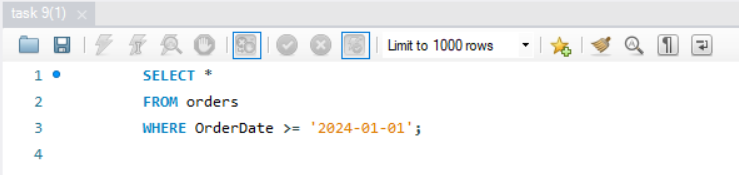 task 9(1)
Limit to 1000 rows
1 SELECT *
2 FROM orders
3 WHERE OrderDate >= '2024-01-01';
4